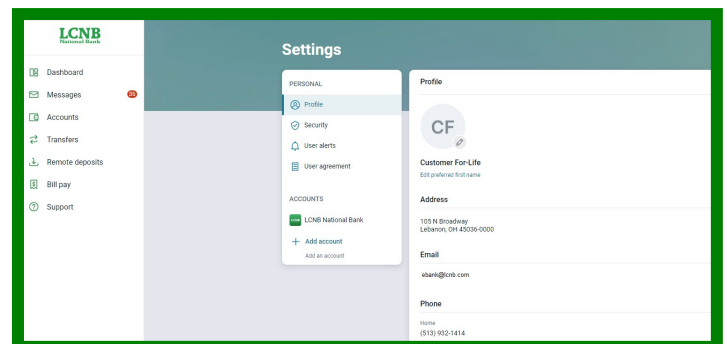 LCNB
National Bank
Dashboard
Messages
35
Accounts
Transfers
Remote deposits
Bill pay
Support
Settings
PERSONAL
Profile
Security
User alerts
User agreement
ACCOUNTS
LCNB
LCNB National Bank
Add account
Add an account
Profile
CF
Customer For-Life
Edit preferred first name
Address
105 N Broadway
Lebanon, OH 45036-0000
Email
ebank@lcnb.com
Phone
Home
(513) 932-1414